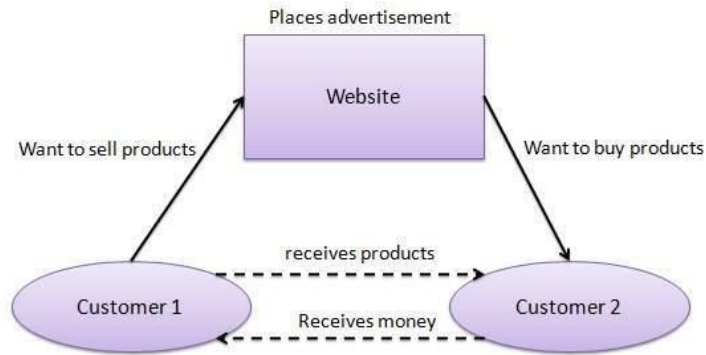 Places advertisement
Website
Want to sell products
Want to buy products
receives products
Customer 1
Customer 2
Receives money